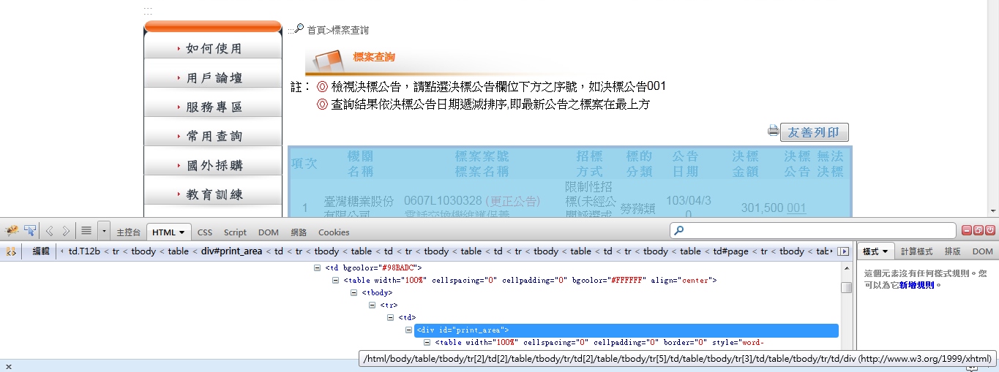 :::
:::
如何使用
用戶論壇
服務專區
常用查詢
國外採購
教育訓練
::: 首頁>標案查詢
標案查詢
註： ◎ 檢視決標公告，請點選決標公告欄位下方之序號，如決標公告001
◎ 查詢結果依決標公告日期遞減排序,即最新公告之標案在最上方
友善列印
項次 機關 標案案號 招標 標的 公告 決標 決標 無法
名稱 標案名稱 方式 分類 日期 金額 公告 決標
1 臺灣糖業股份 0607L1030328 (更正公告) 限制性招 勞務類 103/04/3 301,500 001
有限公司 電話交換機維護保養 標(未經公 0
開評選或
主控台 HTML CSS Script DOM 網路 Cookies
編輯 td.T12b < tr < tbody < table < div#print_area < td < tr < tbody < table < td < tr < tbody < table < td < tr < tbody < table < td < tr < tbody < table < td#page < tr < tbody < tab
樣式 計算樣式 排版 DOM
<td bgcolor="#98BADC">
<table width="100%" cellspacing="0" cellpadding="0" bgcolor="#FFFFFF" align="center">
<tbody>
<tr>
<td>
<div id="print_area">
<table width="100%" cellspacing="0" cellpadding="0" border="0" style="word-
這個元素沒有任何樣式規則。您
可以為它新增規則。
/html/body/table/tbody/tr[2]/td[2]/table/tbody/tr/td[2]/table/tbody/tr[5]/td/table/tbody/tr[3]/td/table/tbody/tr/td/div (http://www.w3.org/1999/xhtml)